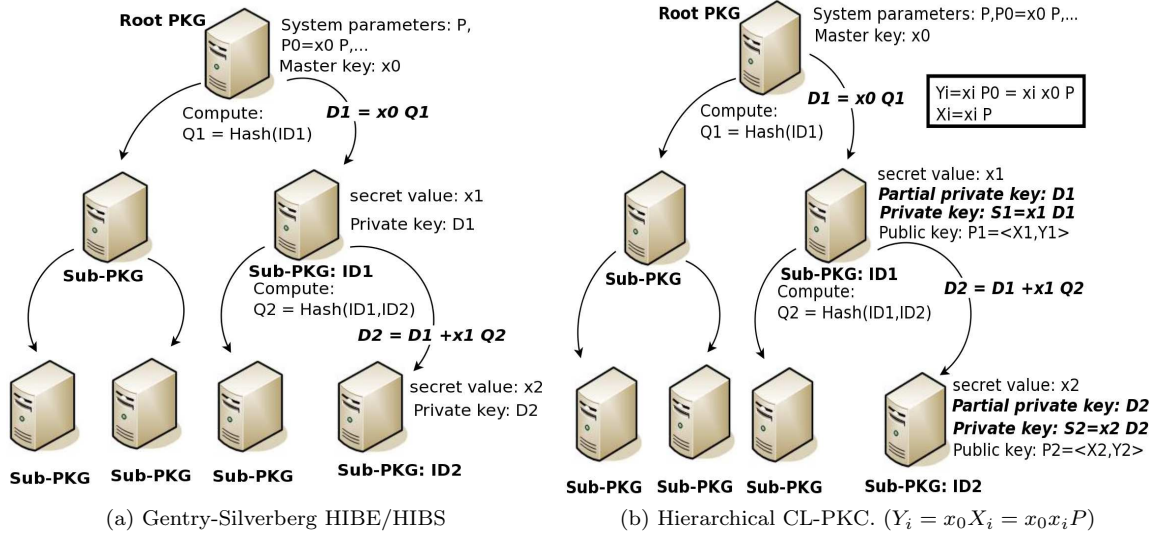 Root PKG
System parameters: P,
P0=x0 P,...
Master key: x0
Compute:
Q1 = Hash(ID1)
D1 = x0 Q1
secret value: x1
Private key: D1
Sub-PKG
Sub-PKG: ID1
Compute:
Q2 = Hash(ID1,ID2)
D2 = D1 +x1 Q2
secret value: x2
Private key: D2
Sub-PKG
Sub-PKG
Sub-PKG
Sub-PKG: ID2
(a) Gentry-Silverberg HIBE/HIBS
Root PKG
System parameters: P,P0=x0 P,...
Master key: x0
D1 = x0 Q1
Compute:
Q1 = Hash(ID1)
Yi=xi P0 = xi x0 P
Xi=xi P
secret value: x1
Partial private key: D1
Private key: S1=x1 D1
Public key: P1=<X1,Y1>
Sub-PKG
Sub-PKG: ID1
Compute:
Q2 = Hash(ID1,ID2)
D2 = D1 +x1 Q2
secret value: x2
Partial private key: D2
Private key: S2=x2 D2
Public key: P2=<X2,Y2>
Sub-PKG
Sub-PKG
Sub-PKG
Sub-PKG: ID2
(b) Hierarchical CL-PKC. (Y_i = x_0X_i = x_0x_iP)